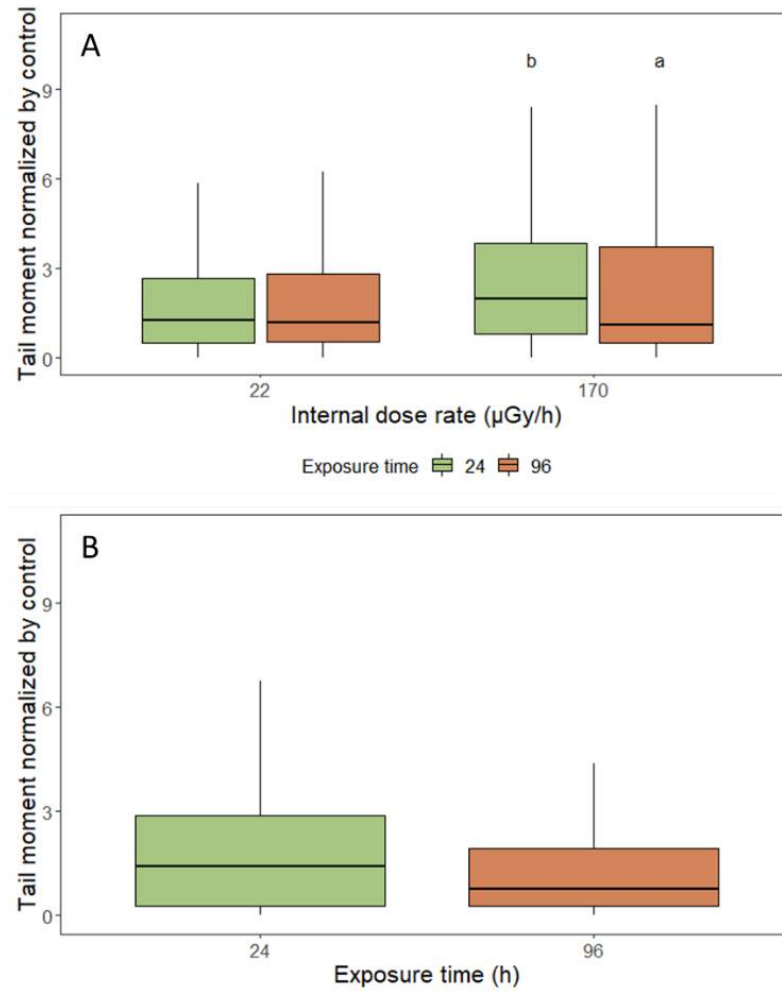 A
b
a
Tail moment normalized by control
9
6
3
0
22
170
Internal dose rate (µGy/h)
Exposure time 24 96
B
Tail moment normalized by control
9
6
3
0
24
96
Exposure time (h)